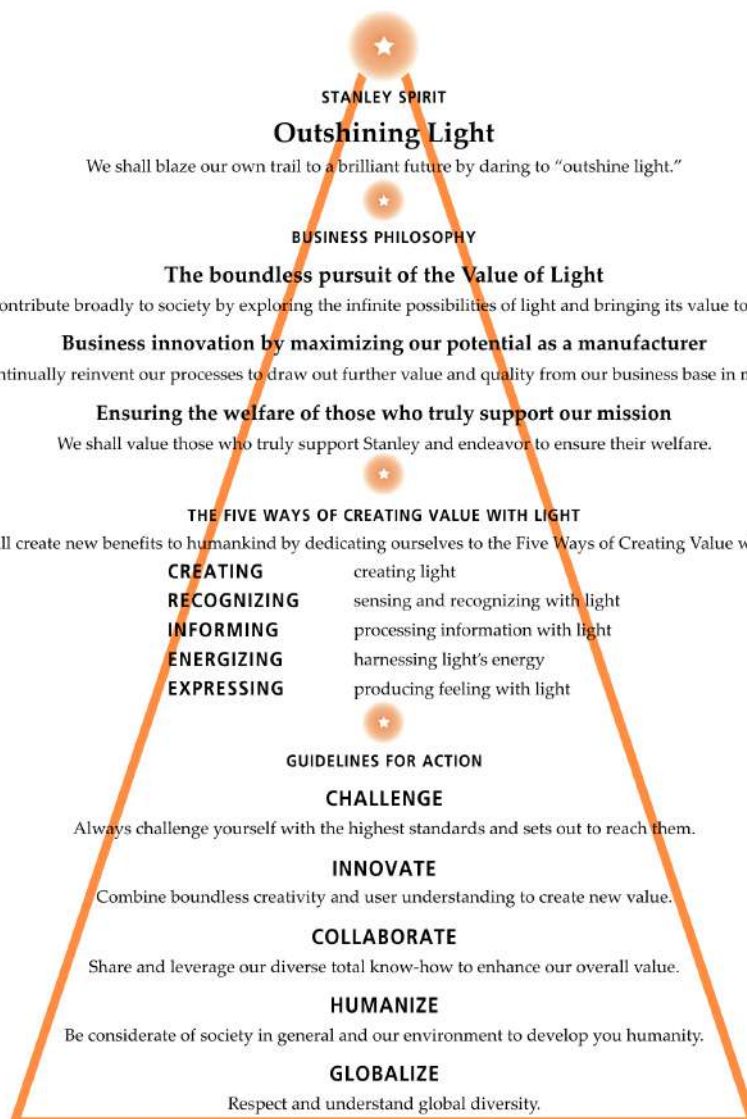 STANLEY SPIRIT
Outshining Light
We shall blaze our own trail to a brilliant future by daring to “outshine light.”
BUSINESS PHILOSOPHY
The boundless pursuit of the Value of Light
ontribute broadly to society by exploring the infinite possibilities of light and bringing its value to
Business innovation by maximizing our potential as a manufacturer
ntinually reinvent our processes to draw out further value and quality from our business base in
Ensuring the welfare of those who truly support our mission
We shall value those who truly support Stanley and endeavor to ensure their welfare.
THE FIVE WAYS OF CREATING VALUE WITH LIGHT
ll create new benefits to humankind by dedicating ourselves to the Five Ways of Creating Value
CREATING creating light
RECOGNIZING sensing and recognizing with light
INFORMING processing information with light
ENERGIZING harnessing light’s energy
EXPRESSING producing feeling with light
GUIDELINES FOR ACTION
CHALLENGE
Always challenge yourself with the highest standards and sets out to reach them.
INNOVATE
Combine boundless creativity and user understanding to create new value.
COLLABORATE
Share and leverage our diverse total know-how to enhance our overall value.
HUMANIZE
Be considerate of society in general and our environment to develop you humanity.
GLOBALIZE
Respect and understand global diversity.